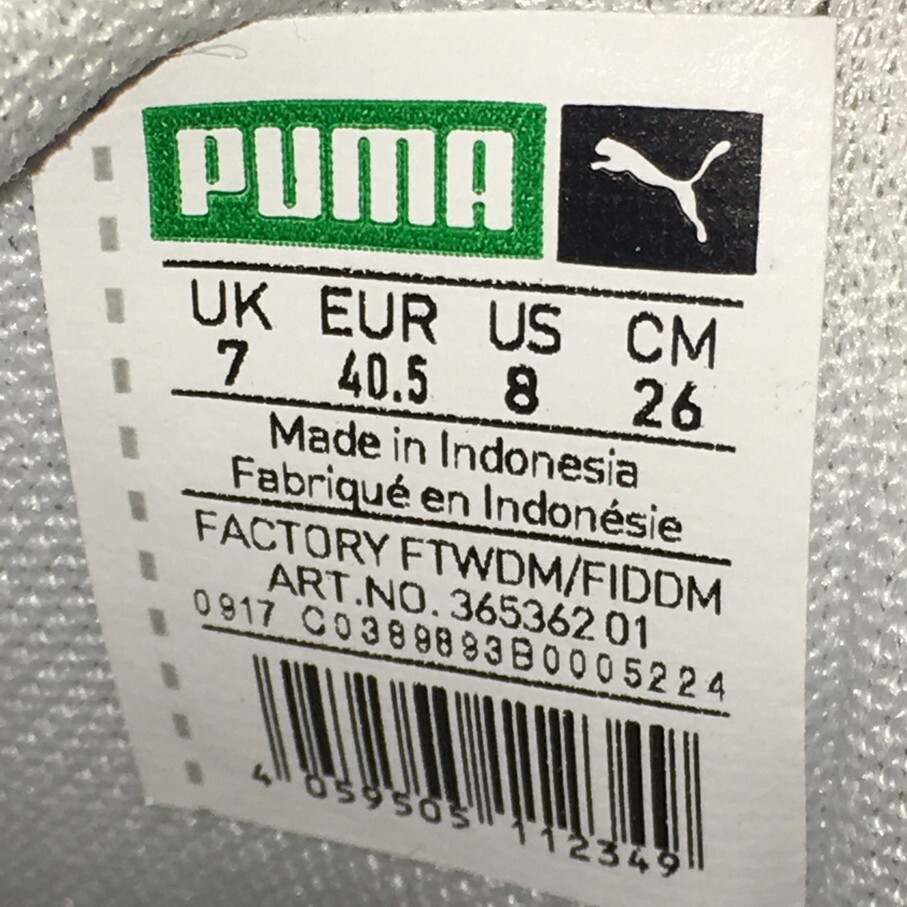 PUMA
UK EUR US CM
7 40.5 8 26
Made in Indonesia
Fabriqué en Indonésie
FACTORY FTWDM/FIDDM
ART.NO. 365362 01
0917 C0389893B0005224
4 059505 112349